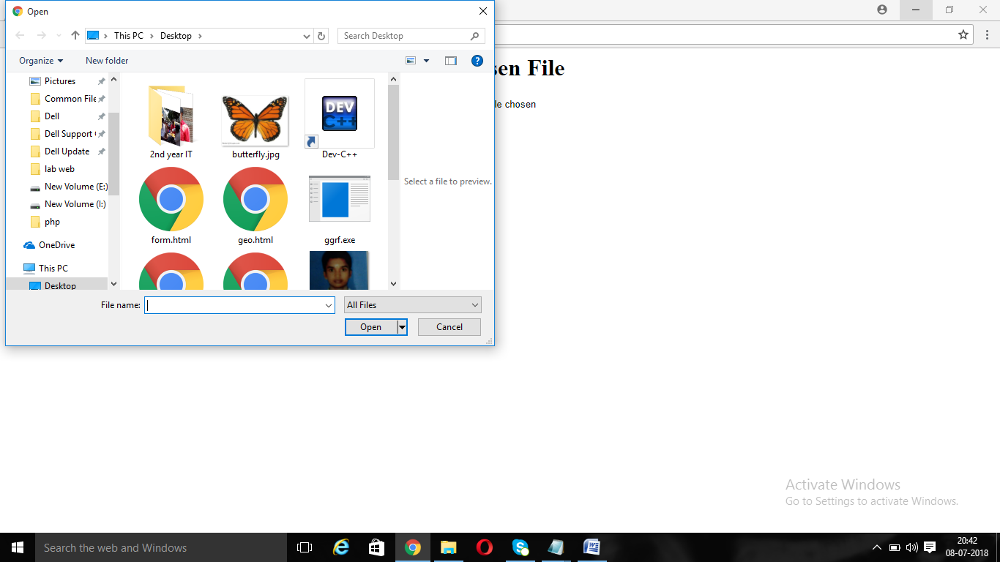 Open
This PC
Desktop
Search Desktop
Organize
New folder
Pictures
Common File
Dell
Dell Support
Dell Update
lab web
New Volume (E:)
New Volume (I:)
php
OneDrive
This PC
Desktop
2nd year IT
butterfly.jpg
DEV
C++
Dev-C++
form.html
geo.html
ggrf.exe
Select a file to preview.
File name:
All Files
Open
Cancel
sen File
le chosen
Activate Windows
Go to Settings to activate Windows.
Search the web and Windows
20:42
08-07-2018